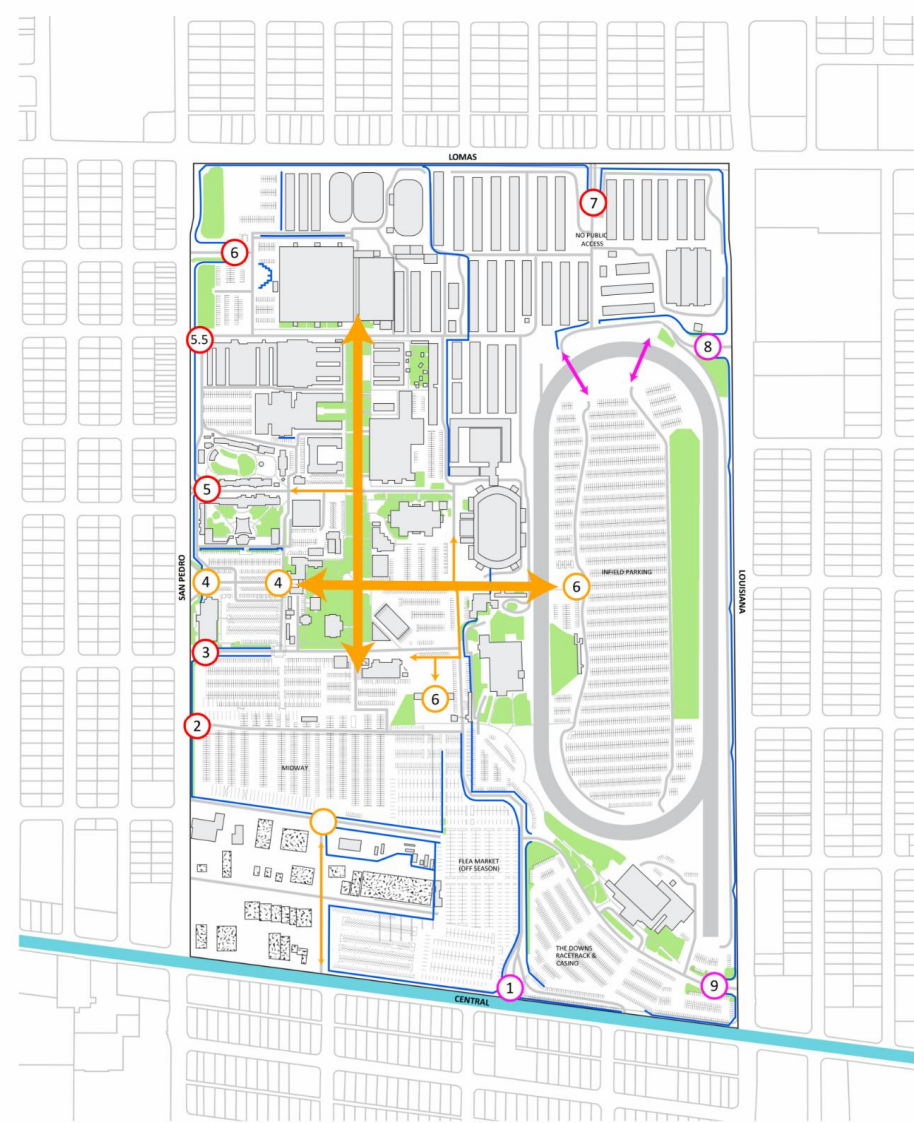 LOMAS
7
NO PUBLIC
ACCESS
6
5.5
8
5
SAN PEDRO
4
4
6
INFIELD PARKING
LOUISIANA
3
6
2
MIDWAY
FLEA MARKET
(OFF SEASON)
THE DOWNS
RACETRACK &
CASINO
1
9
CENTRAL